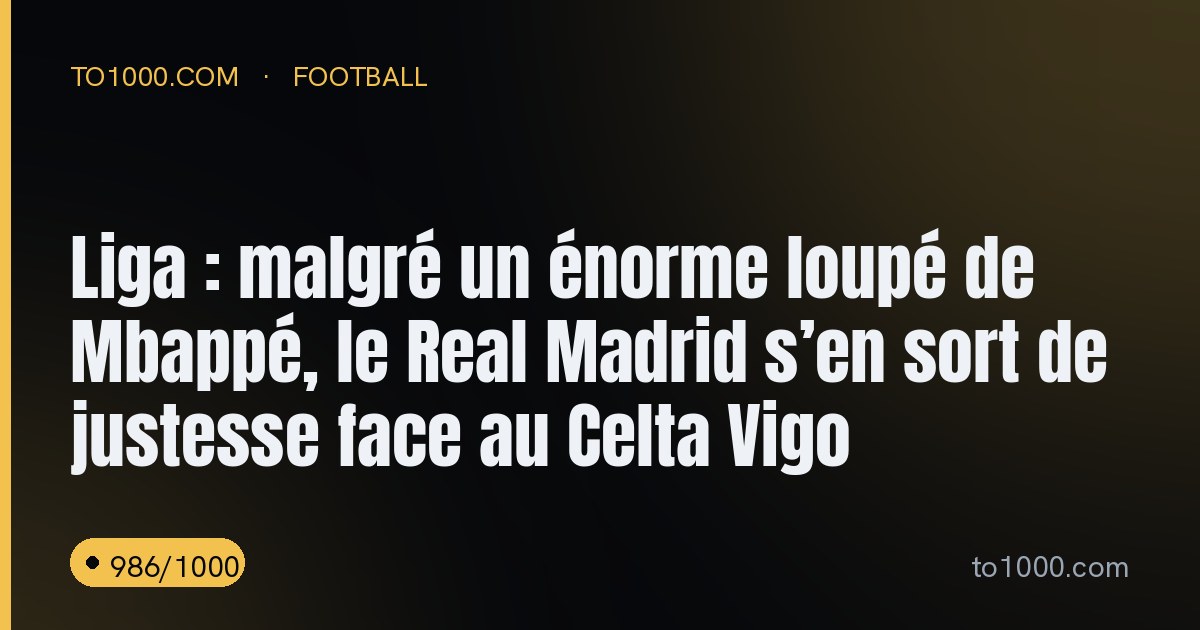 TO1000.COM · FOOTBALL
Liga : malgré un énorme loupé de
Mbappé, le Real Madrid s’en sort de
justesse face au Celta Vigo
986/1000
to1000.com